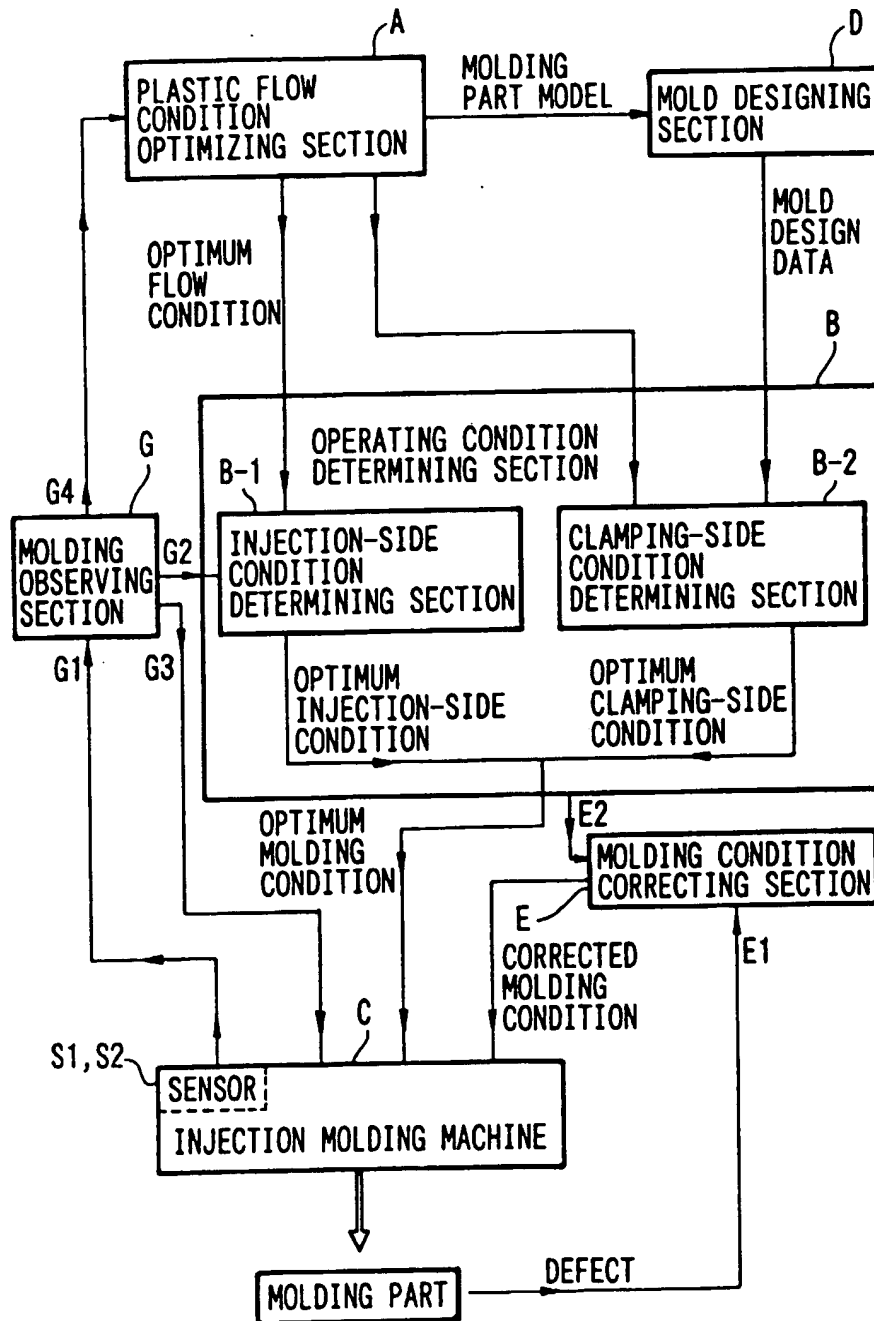 A
D
PLASTIC FLOW
CONDITION
OPTIMIZING SECTION
MOLDING
PART MODEL
MOLD DESIGNING
SECTION
OPTIMUM
FLOW
CONDITION
MOLD
DESIGN
DATA
B
OPERATING CONDITION
DETERMINING SECTION
G
G4
B-1
B-2
MOLDING
OBSERVING
SECTION
G2
INJECTION-SIDE
CONDITION
DETERMINING SECTION
CLAMPING-SIDE
CONDITION
DETERMINING SECTION
G1
G3
OPTIMUM
INJECTION-SIDE
CONDITION
OPTIMUM
CLAMPING-SIDE
CONDITION
OPTIMUM
MOLDING
CONDITION
E2
MOLDING CONDITION
CORRECTING SECTION
E
E1
CORRECTED
MOLDING
CONDITION
C
S1,S2
SENSOR
INJECTION MOLDING MACHINE
MOLDING PART
DEFECT